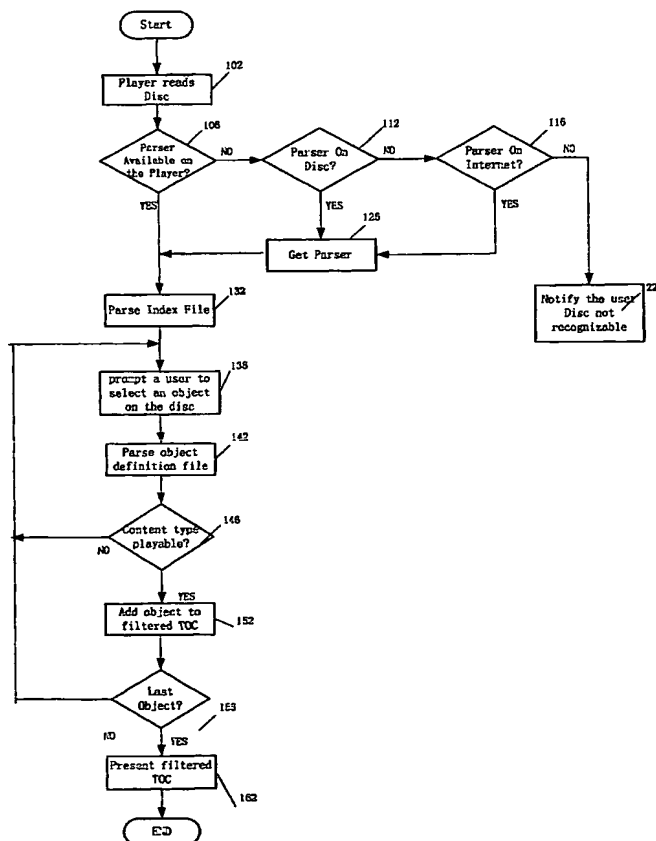 Start
102
Player reads
Disc
108
Parser
Available on
the Player?
NO
112
Parser On
Disc?
NO
116
Parser On
Internet?
NO
YES
YES
YES
125
Get Parser
Notify the user
Disc not
recognizable
22
132
Parse Index File
138
prompt a user to
select an object
on the disc
142
Parse object
definition file
Content type
playable?
146
NO
YES
Add object to
filtered TOC
152
Last
Object?
NO
YES
Present filtered
TOC
162
END